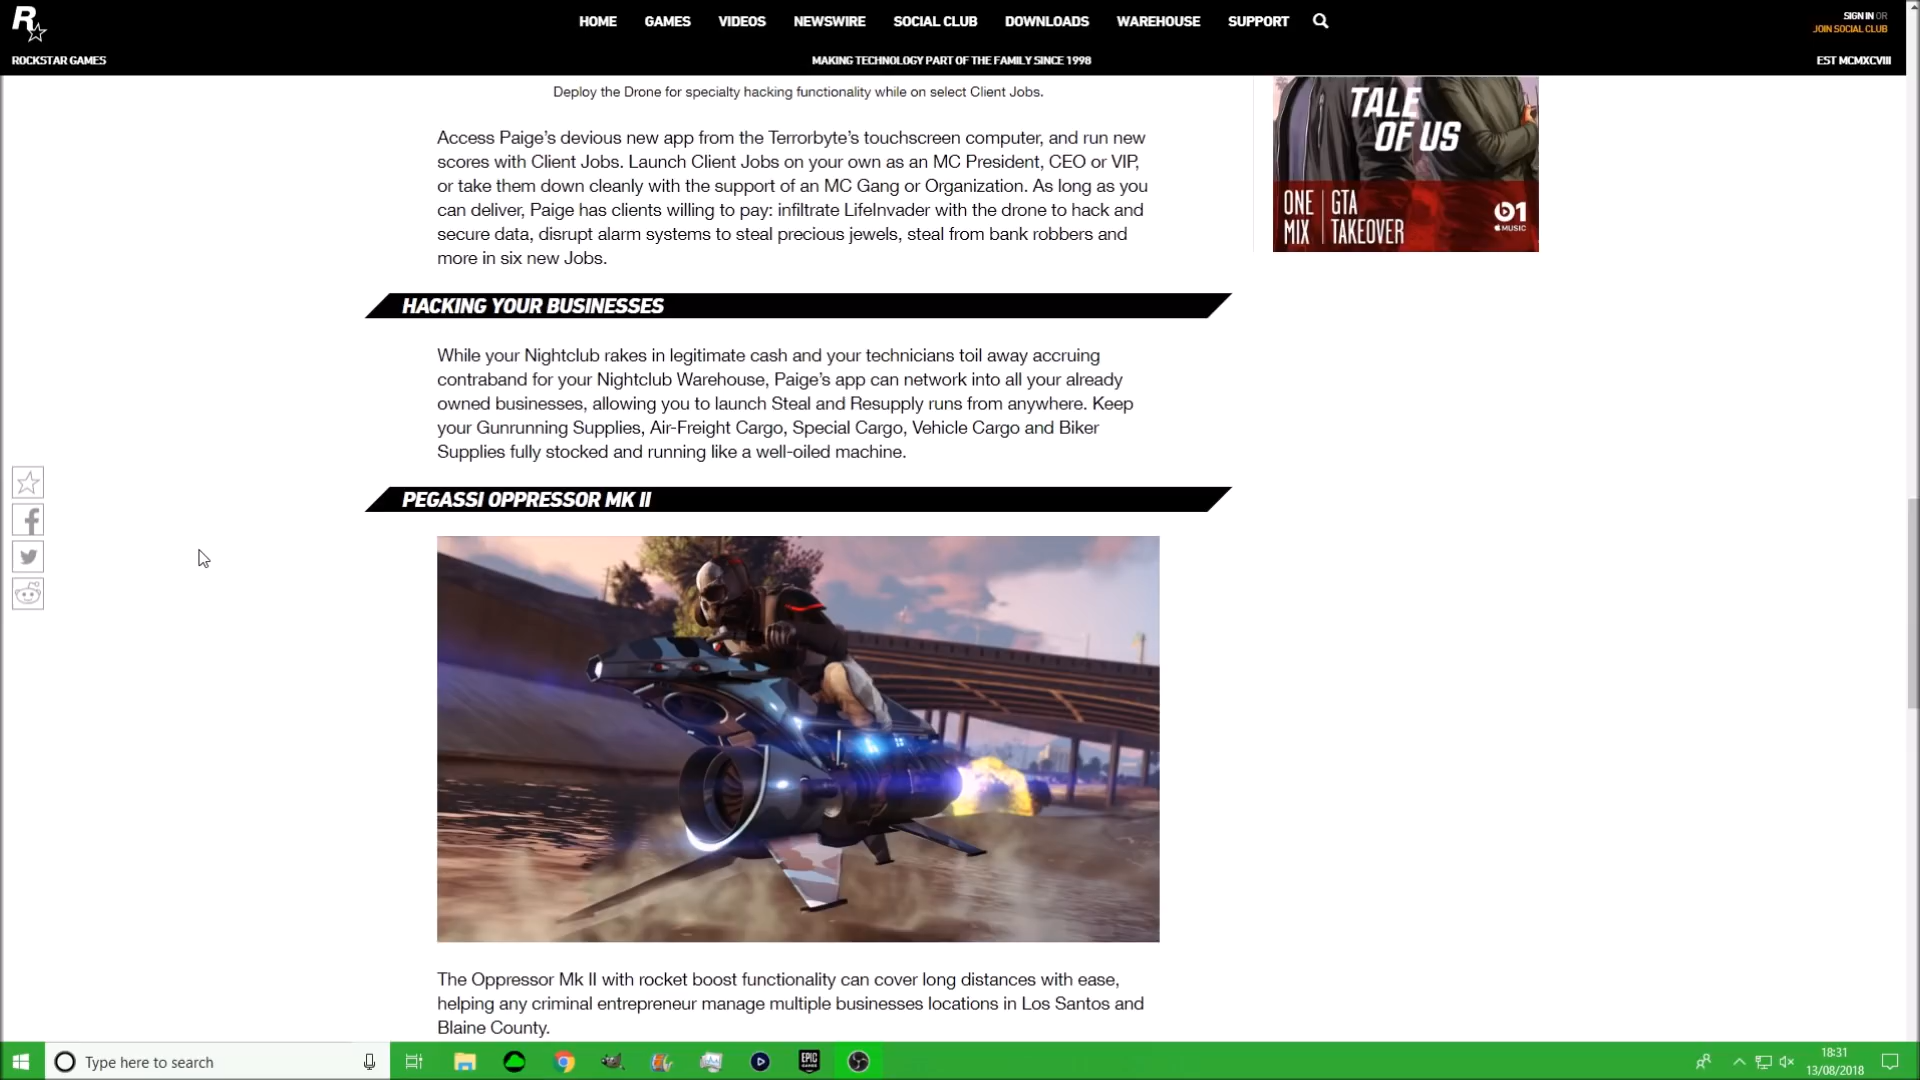 HOME GAMES VIDEOS NEWSWIRE SOCIAL CLUB DOWNLOADS WAREHOUSE SUPPORT
SIGN IN OR
JOIN SOCIAL CLUB
ROCKSTAR GAMES
MAKING TECHNOLOGY PART OF THE FAMILY SINCE 1998
EST MCMXCVIII
R
Deploy the Drone for specialty hacking functionality while on select Client Jobs.
Access Paige’s devious new app from the Terrorbyte’s touchscreen computer, and run new
scores with Client Jobs. Launch Client Jobs on your own as an MC President, CEO or VIP,
or take them down cleanly with the support of an MC Gang or Organization. As long as you
can deliver, Paige has clients willing to pay: infiltrate LifeInvader with the drone to hack and
secure data, disrupt alarm systems to steal precious jewels, steal from bank robbers and
more in six new Jobs.
TALE
OF US
ONE
MIX
GTA
TAKEOVER
1
MUSIC
HACKING YOUR BUSINESSES
While your Nightclub rakes in legitimate cash and your technicians toil away accruing
contraband for your Nightclub Warehouse, Paige’s app can network into all your already
owned businesses, allowing you to launch Steal and Resupply runs from anywhere. Keep
your Gunrunning Supplies, Air-Freight Cargo, Special Cargo, Vehicle Cargo and Biker
Supplies fully stocked and running like a well-oiled machine.
PEGASSI OPPRESSOR MK II
The Oppressor Mk II with rocket boost functionality can cover long distances with ease,
helping any criminal entrepreneur manage multiple businesses locations in Los Santos and
Blaine County.
Type here to search
EPIC
GAMES
18:31
13/08/2018